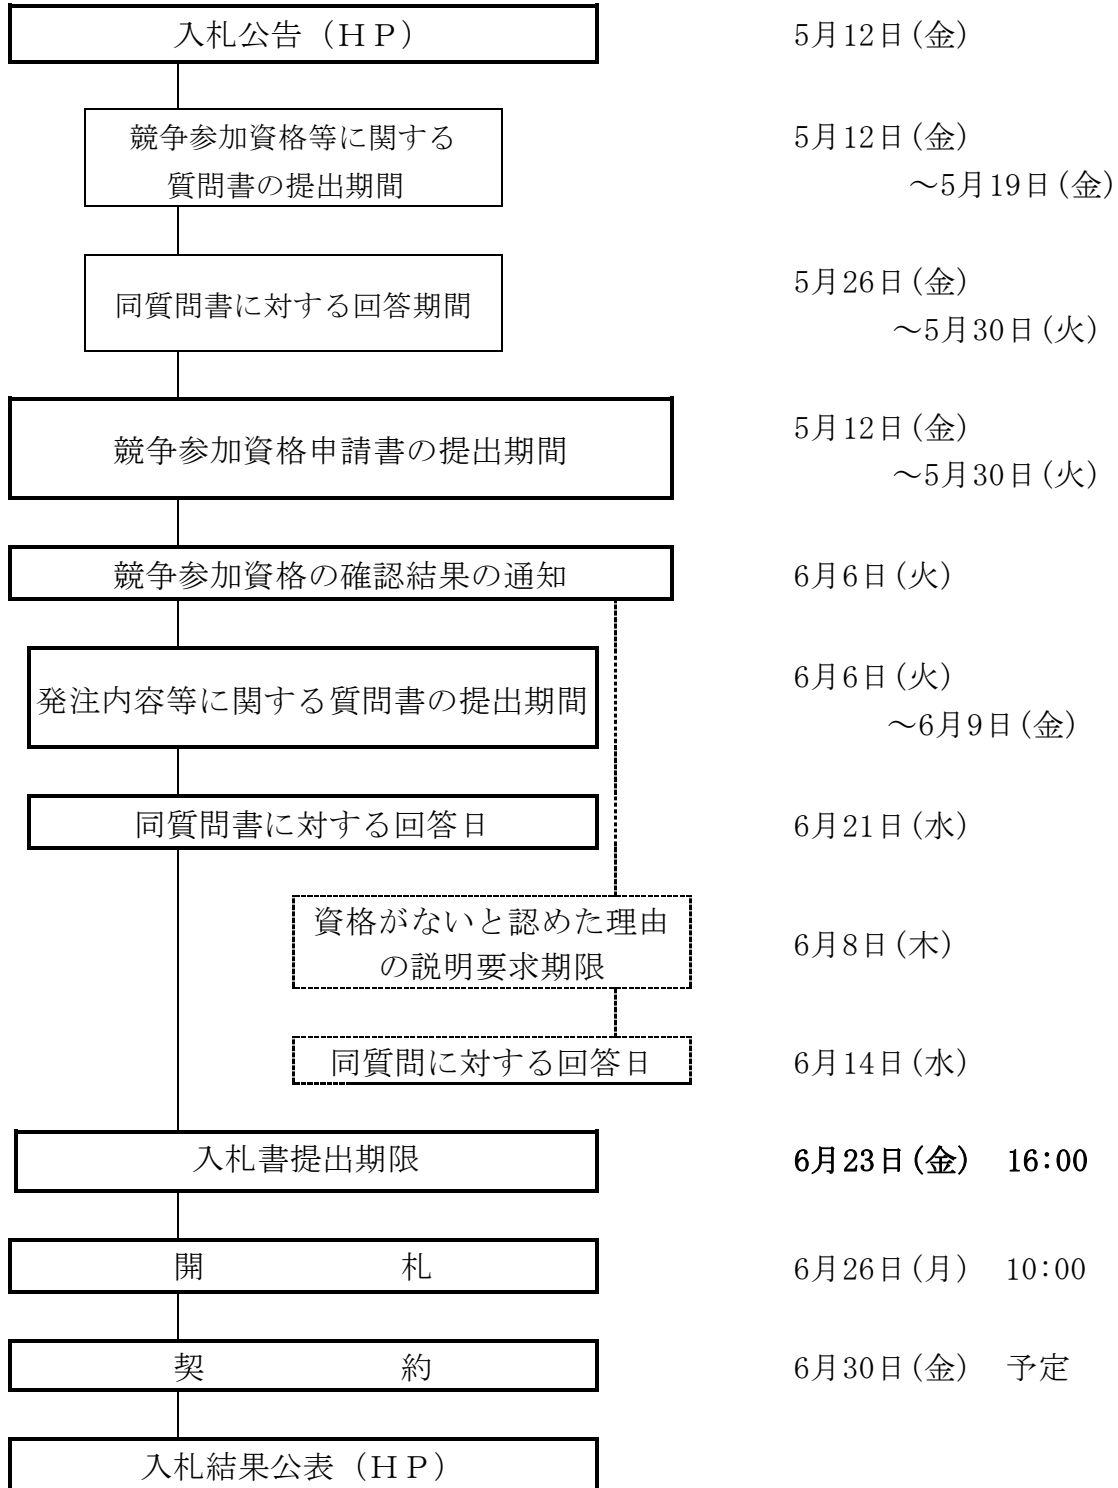 入札公告（ＨＰ）　5月12日(金)
競争参加資格等に関する　5月12日(金)
質問書の提出期間　～5月19日(金)
同質問書に対する回答期間　5月26日(金)
～5月30日(火)
競争参加資格申請書の提出期間　5月12日(金)
～5月30日(火)
競争参加資格の確認結果の通知　6月6日(火)
発注内容等に関する質問書の提出期間　6月6日(火)
～6月9日(金)
同質問書に対する回答日　6月21日(水)
資格がないと認めた理由
の説明要求期限　6月8日(木)
同質問に対する回答日　6月14日(水)
入札書提出期限　6月23日(金)　16:00
開　札　6月26日(月)　10:00
契　約　6月30日(金)　予定
入札結果公表（ＨＰ）